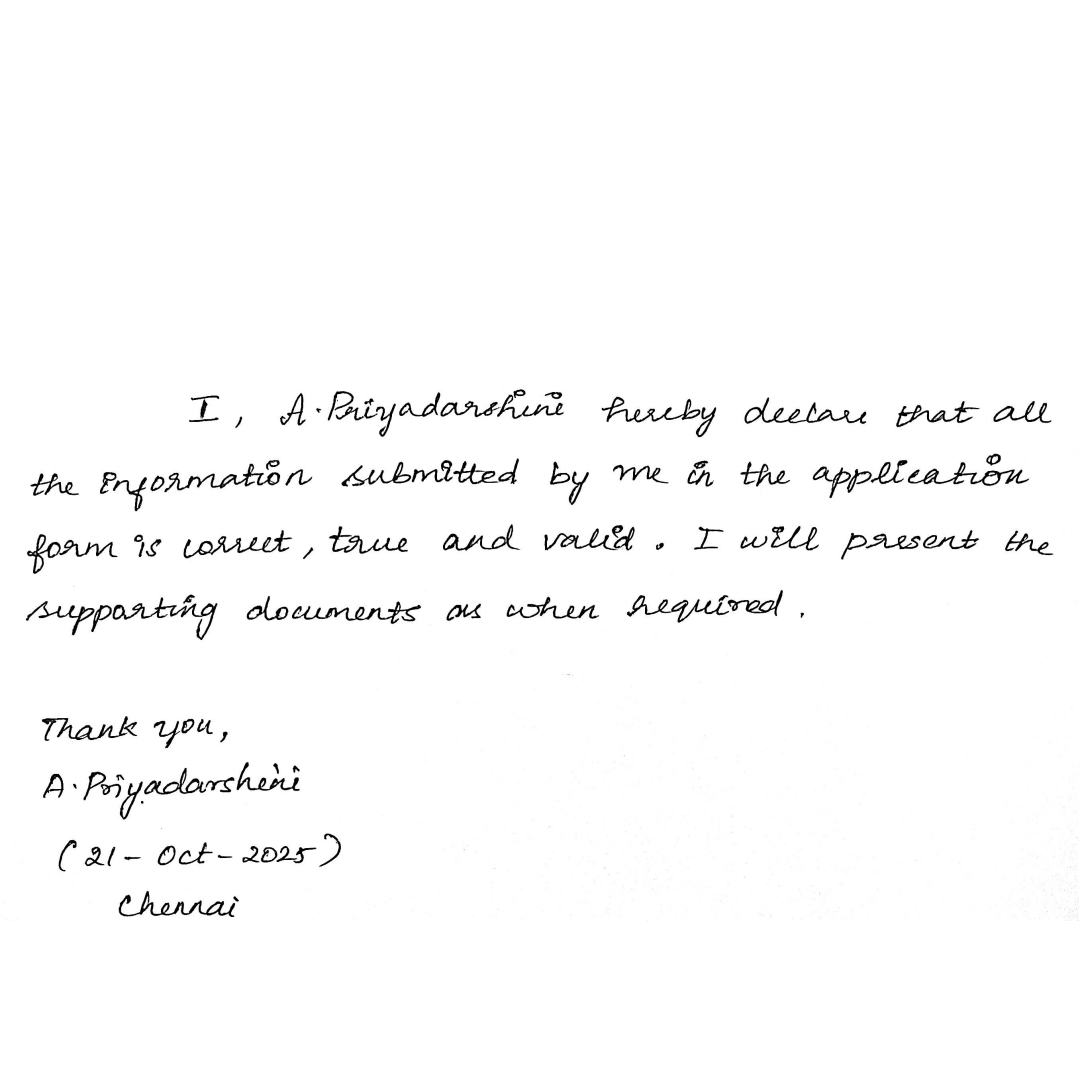 I, A. Priyadarshini hereby declare that all
the information submitted by me in the application
form is correct, true and valid. I will present the
supporting documents as when required.
Thank you,
A. Priyadarshini
(21 - Oct - 2025)
Chennai